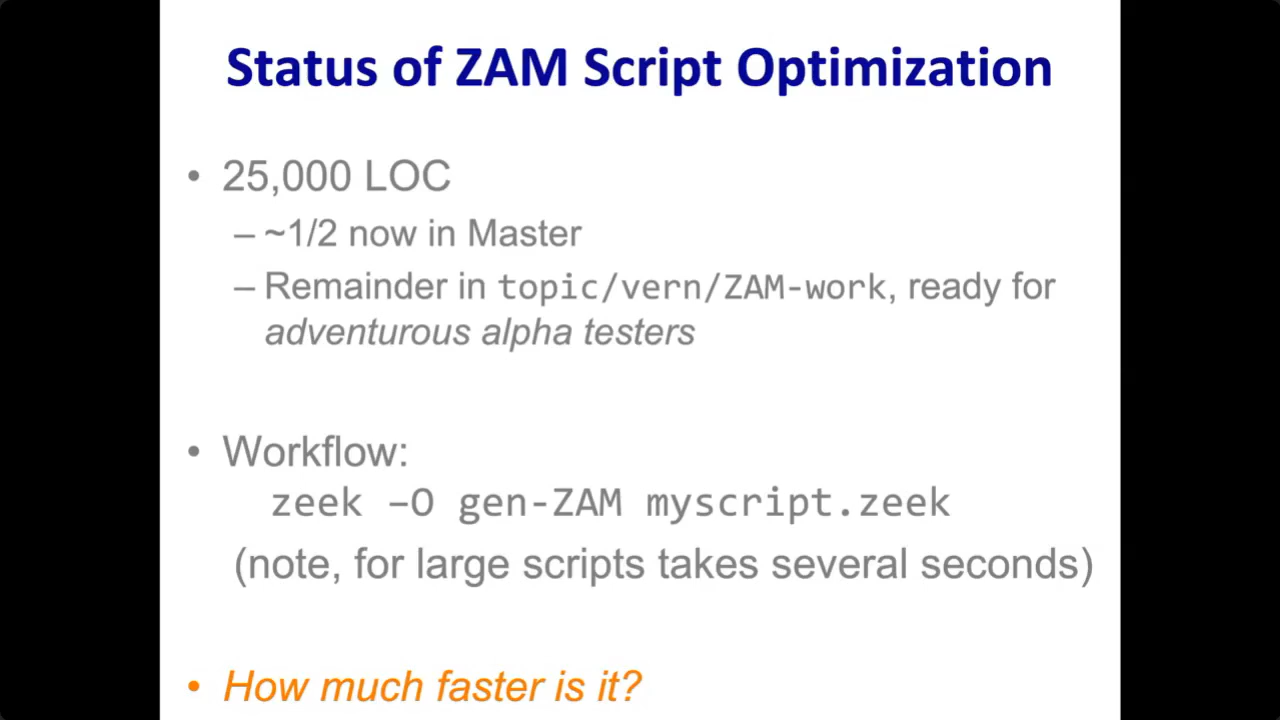 Status of ZAM Script Optimization
• 25,000 LOC
– ~1/2 now in Master
– Remainder in topic/vern/ZAM-work, ready for
adventurous alpha testers
• Workflow:
zeek –O gen-ZAM myscript.zeek
(note, for large scripts takes several seconds)
• How much faster is it?